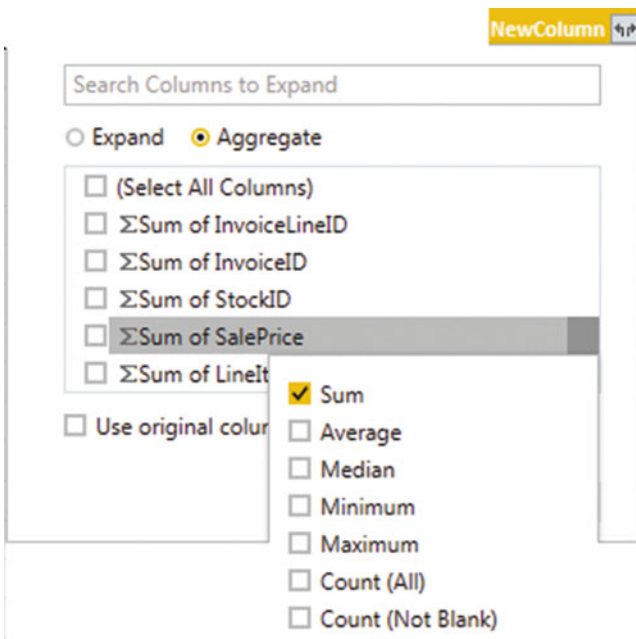 NewColumn
Search Columns to Expand
Expand Aggregate
(Select All Columns)
ΣSum of InvoiceLineID
ΣSum of InvoiceID
ΣSum of StockID
ΣSum of SalePrice
ΣSum of LineIt
Sum
Use original colur
Average
Median
Minimum
Maximum
Count (All)
Count (Not Blank)